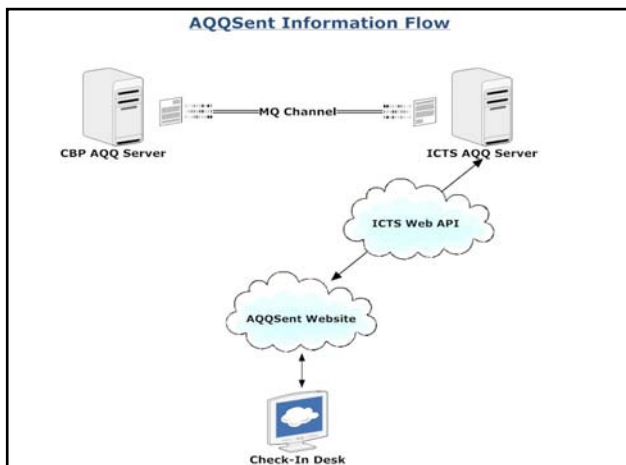 AQQSent Information Flow
MQ Channel
CBP AQQ Server
ICTS AQQ Server
ICTS Web API
AQQSent Website
Check-In Desk